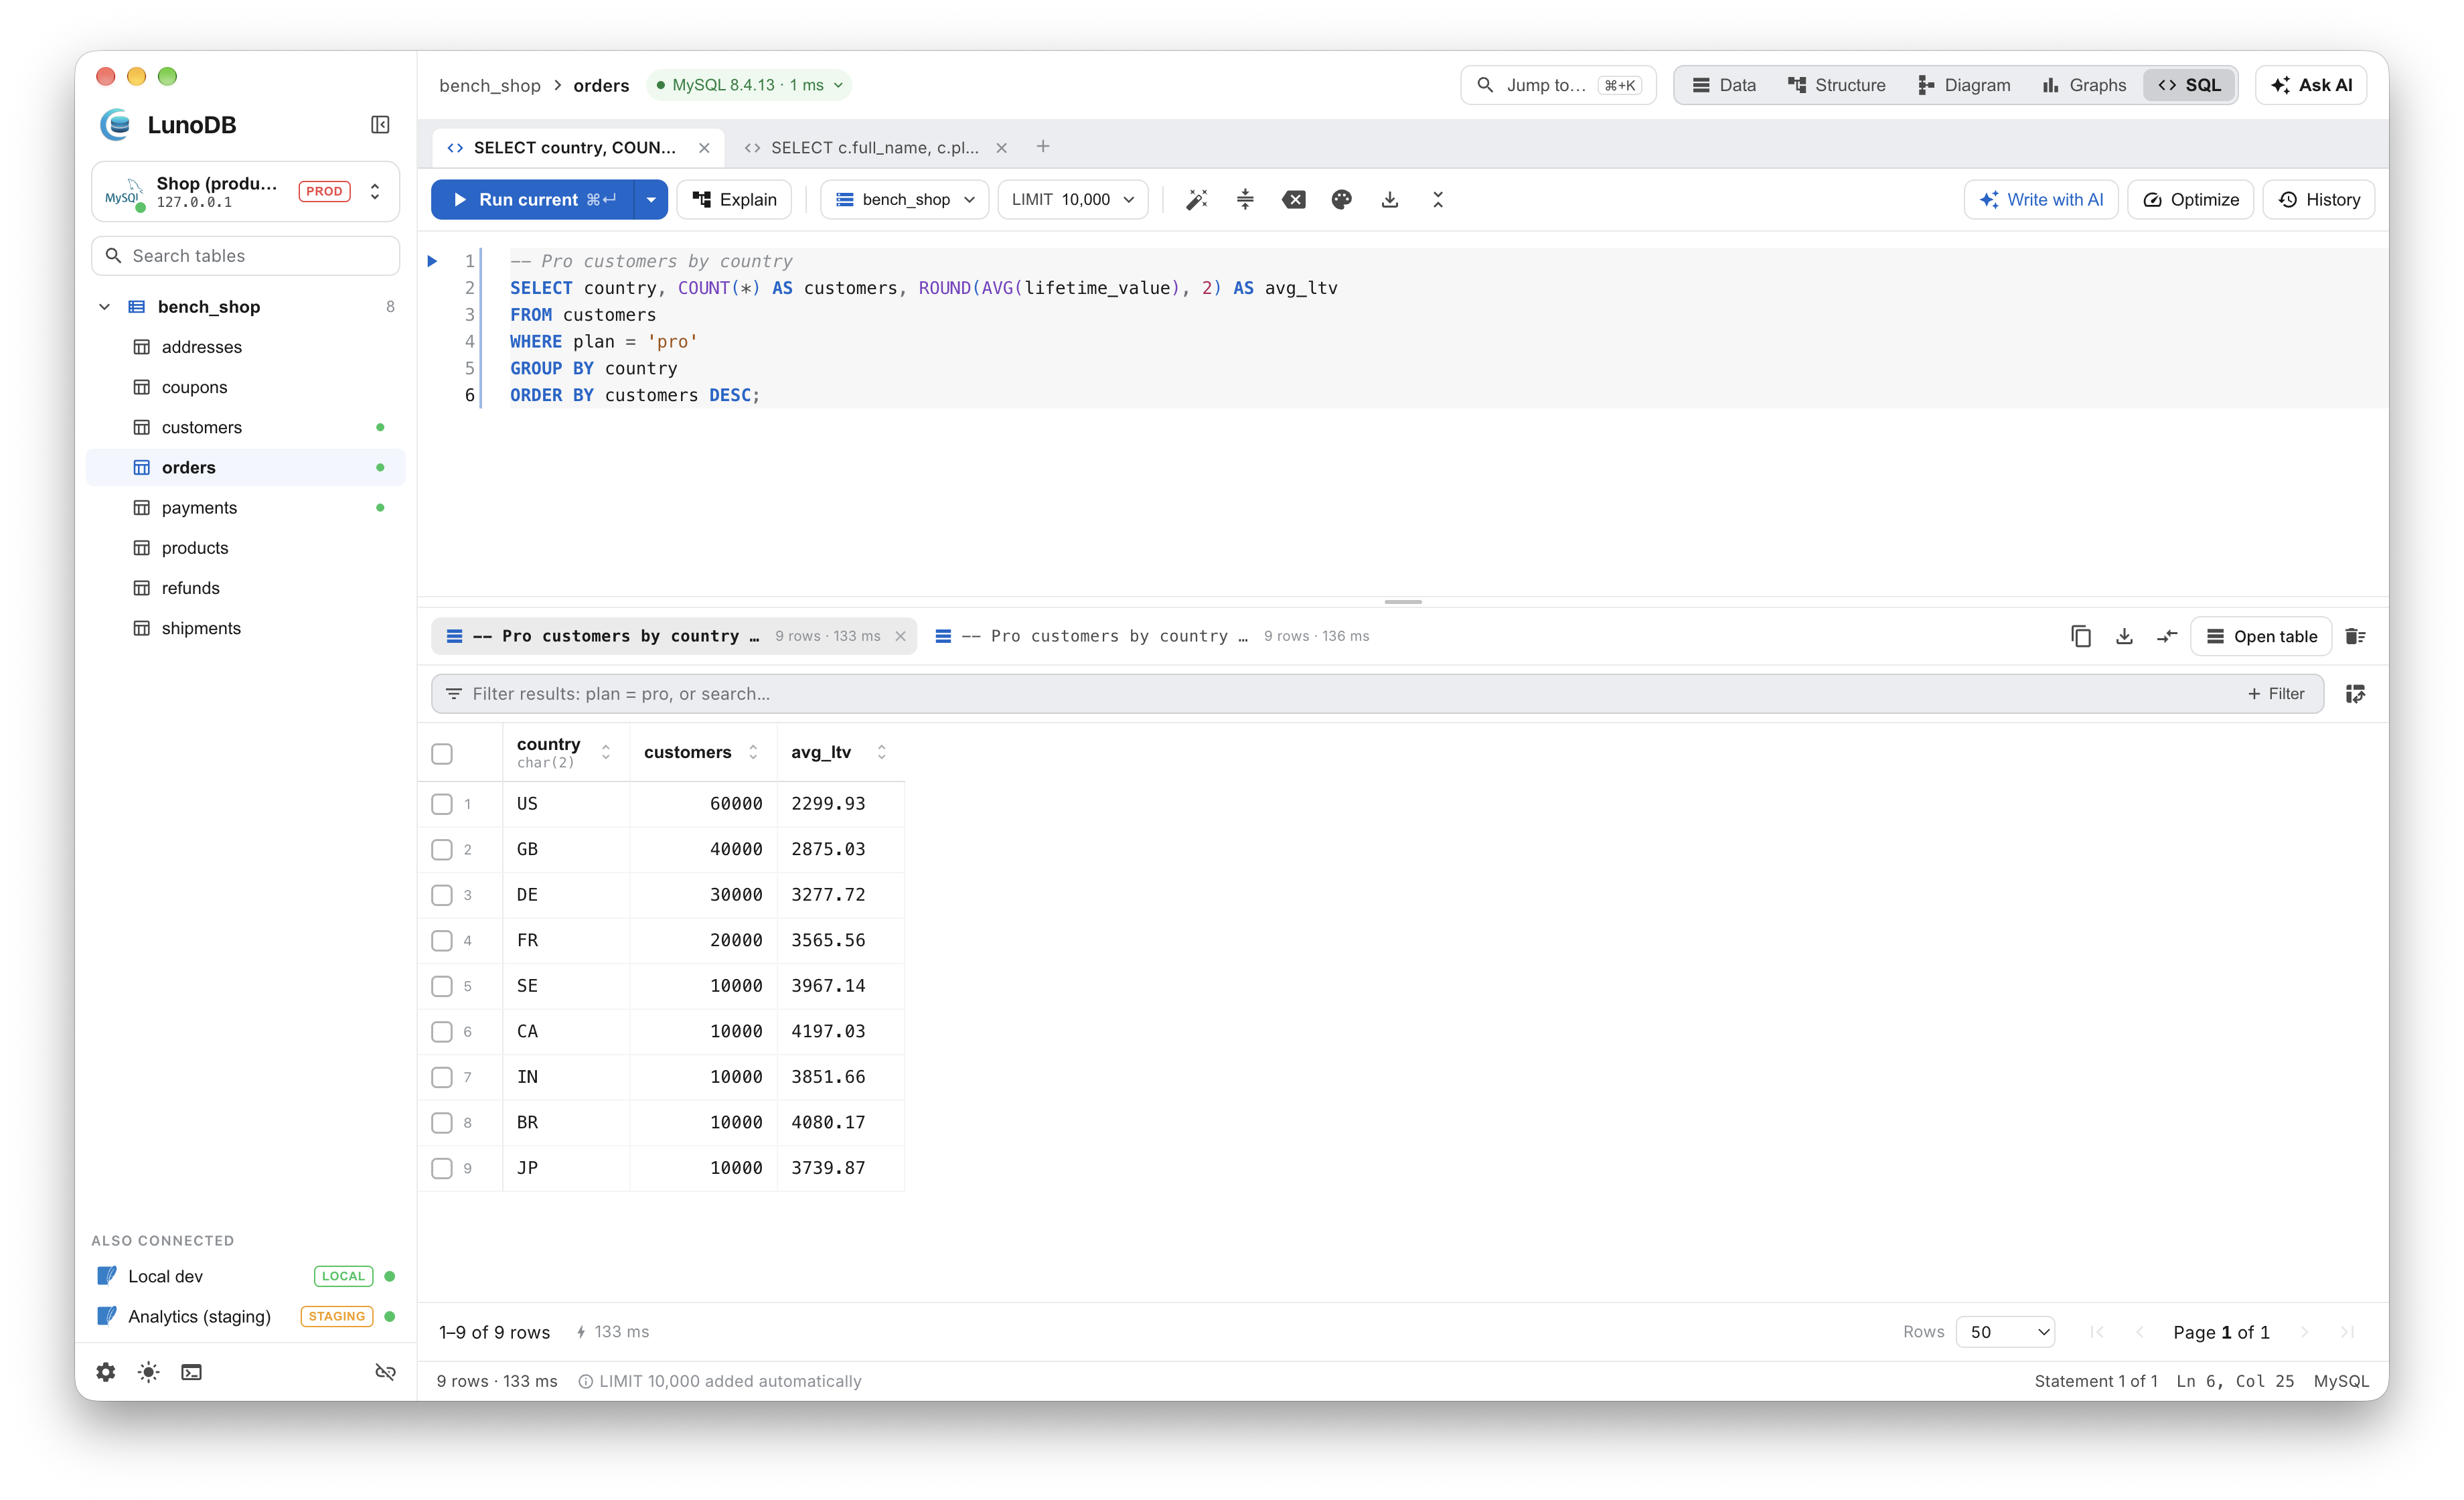 LunoDB
MySQL
Shop (produ...
PROD
127.0.0.1
Search tables
bench_shop 8
addresses
coupons
customers
orders
payments
products
refunds
shipments
ALSO CONNECTED
Local dev LOCAL
Analytics (staging) STAGING
bench_shop > orders MySQL 8.4.13 · 1 ms
Jump to... ⌘+K Data Structure Diagram Graphs <> SQL Ask AI
<> SELECT country, COUN... × <> SELECT c.full_name, c.pl... × +
Run current ⌘↵ Explain bench_shop LIMIT 10,000 Write with AI Optimize History
1 -- Pro customers by country
2 SELECT country, COUNT(*) AS customers, ROUND(AVG(lifetime_value), 2) AS avg_ltv
3 FROM customers
4 WHERE plan = 'pro'
5 GROUP BY country
6 ORDER BY customers DESC;
-- Pro customers by country … 9 rows · 133 ms × -- Pro customers by country … 9 rows · 136 ms Open table
Filter results: plan = pro, or search... + Filter
country customers avg_ltv
char(2)
1 US 60000 2299.93
2 GB 40000 2875.03
3 DE 30000 3277.72
4 FR 20000 3565.56
5 SE 10000 3967.14
6 CA 10000 4197.03
7 IN 10000 3851.66
8 BR 10000 4080.17
9 JP 10000 3739.87
1–9 of 9 rows 133 ms Rows 50 Page 1 of 1
9 rows · 133 ms LIMIT 10,000 added automatically Statement 1 of 1 Ln 6, Col 25 MySQL